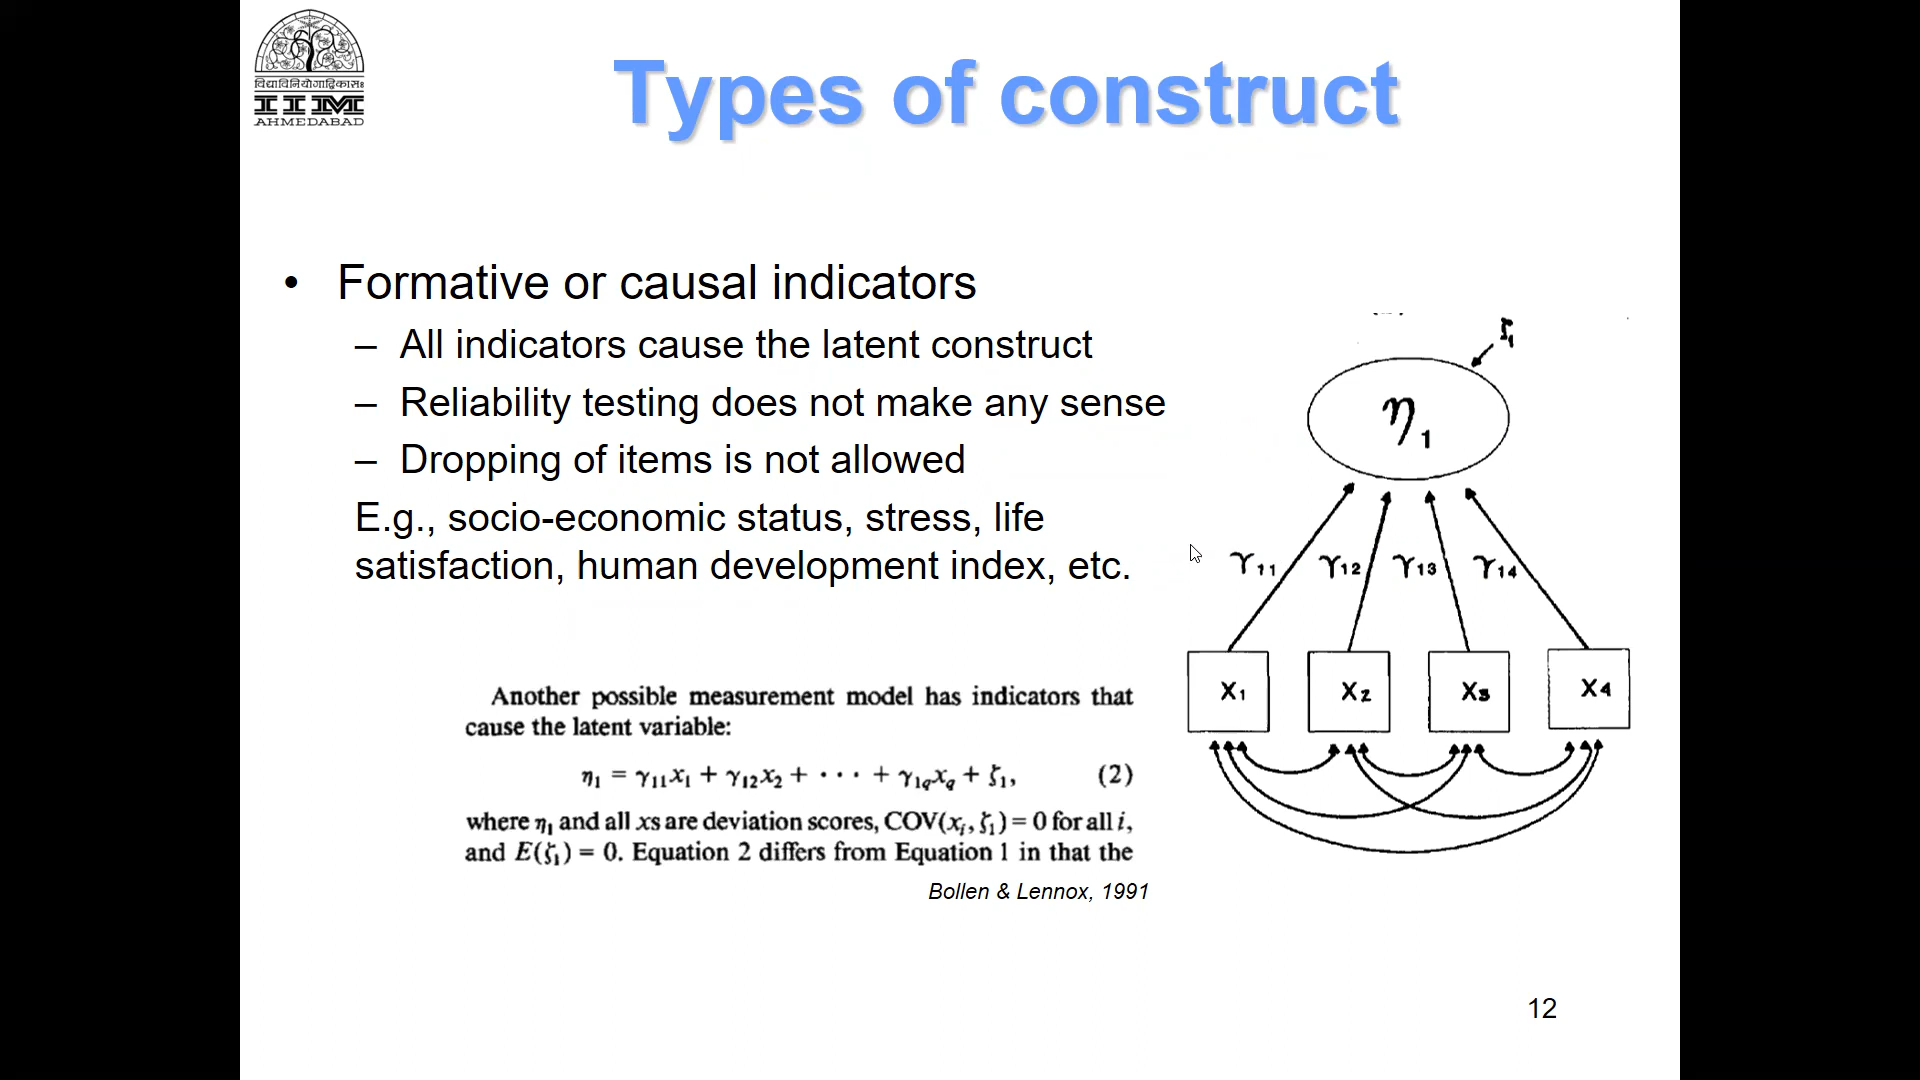 विद्याविनियोगाद्विकासः
IIM
AHMEDABAD
Types of construct
• Formative or causal indicators
– All indicators cause the latent construct
– Reliability testing does not make any sense
– Dropping of items is not allowed
E.g., socio-economic status, stress, life
satisfaction, human development index, etc.
ζ₁
η₁
γ₁₁ γ₁₂ γ₁₃ γ₁₄
X₁ X₂ X₃ X₄
Another possible measurement model has indicators that
cause the latent variable:
η₁ = γ₁₁x₁ + γ₁₂x₂ + · · · + γ₁qxq + ζ₁, (2)
where η₁ and all xs are deviation scores, COV(xᵢ, ζ₁) = 0 for all i,
and E(ζ₁) = 0. Equation 2 differs from Equation 1 in that the
Bollen & Lennox, 1991
12